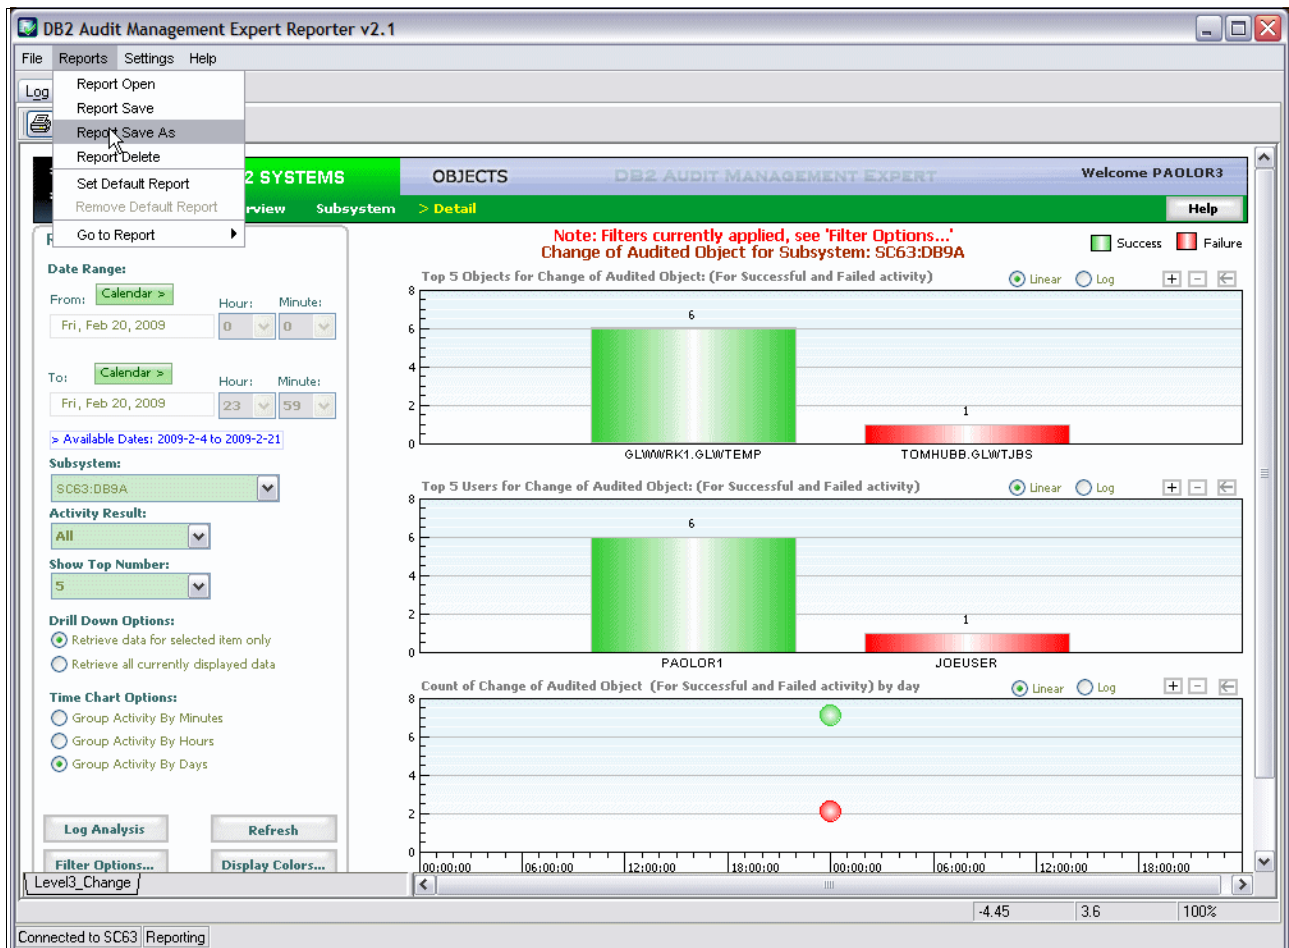 DB2 Audit Management Expert Reporter v2.1
File Reports Settings Help
Log
Report Open
Report Save
Report Save As
Report Delete
Set Default Report
Remove Default Report
Go to Report
2 SYSTEMS OBJECTS DB2 AUDIT MANAGEMENT EXPERT Welcome PAOLOR3
rview Subsystem > Detail Help
Note: Filters currently applied, see 'Filter Options...'
Change of Audited Object for Subsystem: SC63:DB9A
Success Failure
Date Range:
From: Calendar > Hour: Minute:
Fri, Feb 20, 2009 0 0
To: Calendar > Hour: Minute:
Fri, Feb 20, 2009 23 59
> Available Dates: 2009-2-4 to 2009-2-21
Subsystem:
SC63:DB9A
Activity Result:
All
Show Top Number:
5
Drill Down Options:
Retrieve data for selected item only
Retrieve all currently displayed data
Time Chart Options:
Group Activity By Minutes
Group Activity By Hours
Group Activity By Days
Log Analysis Refresh
Filter Options... Display Colors...
Top 5 Objects for Change of Audited Object: (For Successful and Failed activity) Linear Log
8
6
4
2
0
6
1
GLWWRK1.GLWTEMP TOMHUBB.GLWTJBS
Top 5 Users for Change of Audited Object: (For Successful and Failed activity) Linear Log
8
6
4
2
0
6
1
PAOLOR1 JOEUSER
Count of Change of Audited Object (For Successful and Failed activity) by day Linear Log
8
6
4
2
0
00:00:00 06:00:00 12:00:00 18:00:00 00:00:00 06:00:00 12:00:00 18:00:00
Level3_Change
-4.45 3.6 100%
Connected to SC63 Reporting